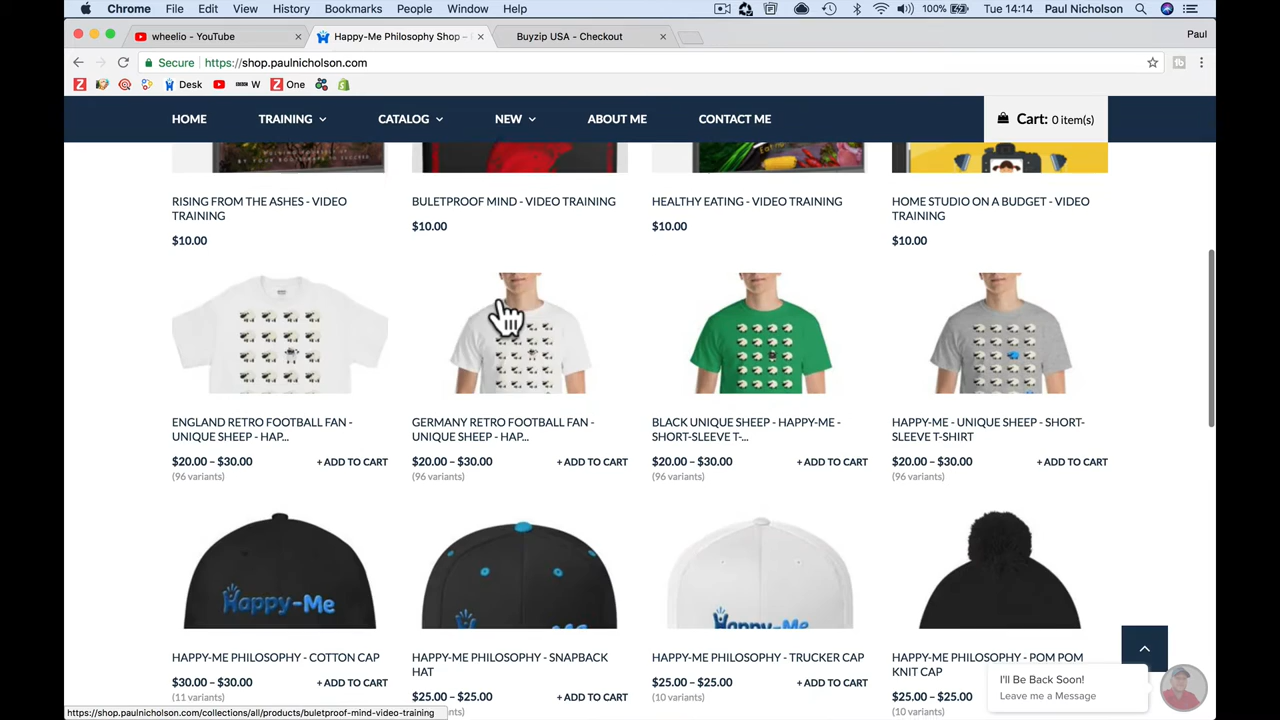 Chrome File Edit View History Bookmarks People Window Help 100% Tue 14:14 Paul Nicholson
wheelio - YouTube Happy-Me Philosophy Shop – Buyzip USA - Checkout Paul
Secure https://shop.paulnicholson.com
Desk W One
HOME TRAINING CATALOG NEW ABOUT ME CONTACT ME Cart: 0 item(s)
RISING FROM THE ASHES - VIDEO TRAINING
$10.00
BULETPROOF MIND - VIDEO TRAINING
$10.00
HEALTHY EATING - VIDEO TRAINING
$10.00
HOME STUDIO ON A BUDGET - VIDEO TRAINING
$10.00
ENGLAND RETRO FOOTBALL FAN -
UNIQUE SHEEP - HAP...
$20.00 – $30.00 + ADD TO CART
(96 variants)
GERMANY RETRO FOOTBALL FAN -
UNIQUE SHEEP - HAP...
$20.00 – $30.00 + ADD TO CART
(96 variants)
BLACK UNIQUE SHEEP - HAPPY-ME -
SHORT-SLEEVE T-...
$20.00 – $30.00 + ADD TO CART
(96 variants)
HAPPY-ME - UNIQUE SHEEP - SHORT-
SLEEVE T-SHIRT
$20.00 – $30.00 + ADD TO CART
(96 variants)
Happy-Me
HAPPY-ME PHILOSOPHY - COTTON CAP
$30.00 – $30.00 + ADD TO CART
(11 variants)
HAPPY-ME PHILOSOPHY - SNAPBACK
HAT
$25.00 – $25.00 + ADD TO CART
Happy-Me
HAPPY-ME PHILOSOPHY - TRUCKER CAP
$25.00 – $25.00 + ADD TO CART
(10 variants)
HAPPY-ME PHILOSOPHY - POM POM
KNIT CAP
$25.00 – $25.00
(10 variants)
I'll Be Back Soon!
Leave me a Message
https://shop.paulnicholson.com/collections/all/products/buletproof-mind-video-training